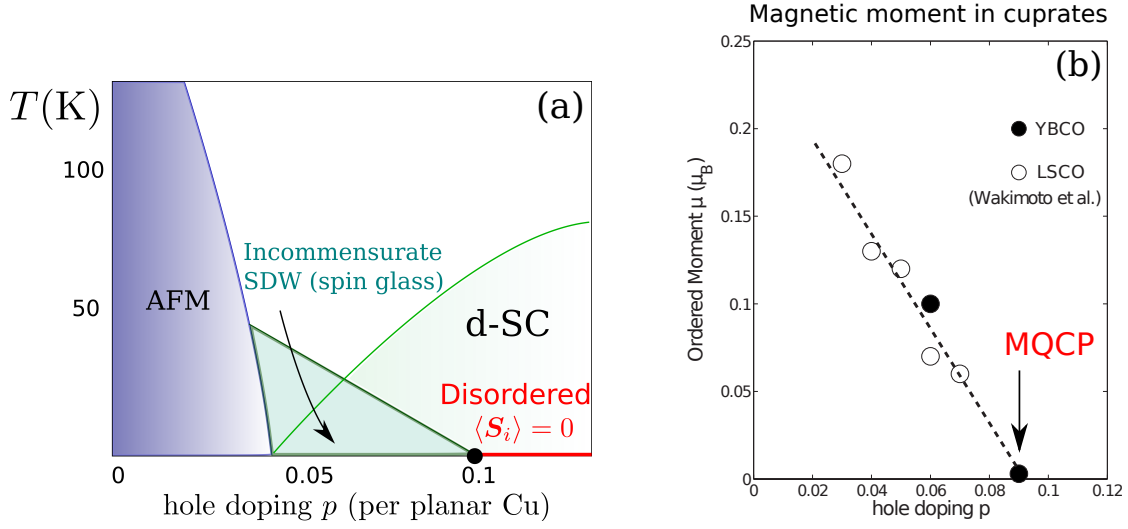 T(K)
(a)
100
50
0
0.05
0.1
AFM
Incommensurate
SDW (spin glass)
d-SC
Disordered
⟨Sᵢ⟩ = 0
hole doping p (per planar Cu)
Magnetic moment in cuprates
(b)
0.25
0.2
0.15
0.1
0.05
0
Ordered Moment μ (μB)
YBCO
LSCO
(Wakimoto et al.)
MQCP
0 0.02 0.04 0.06 0.08 0.1 0.12
hole doping p